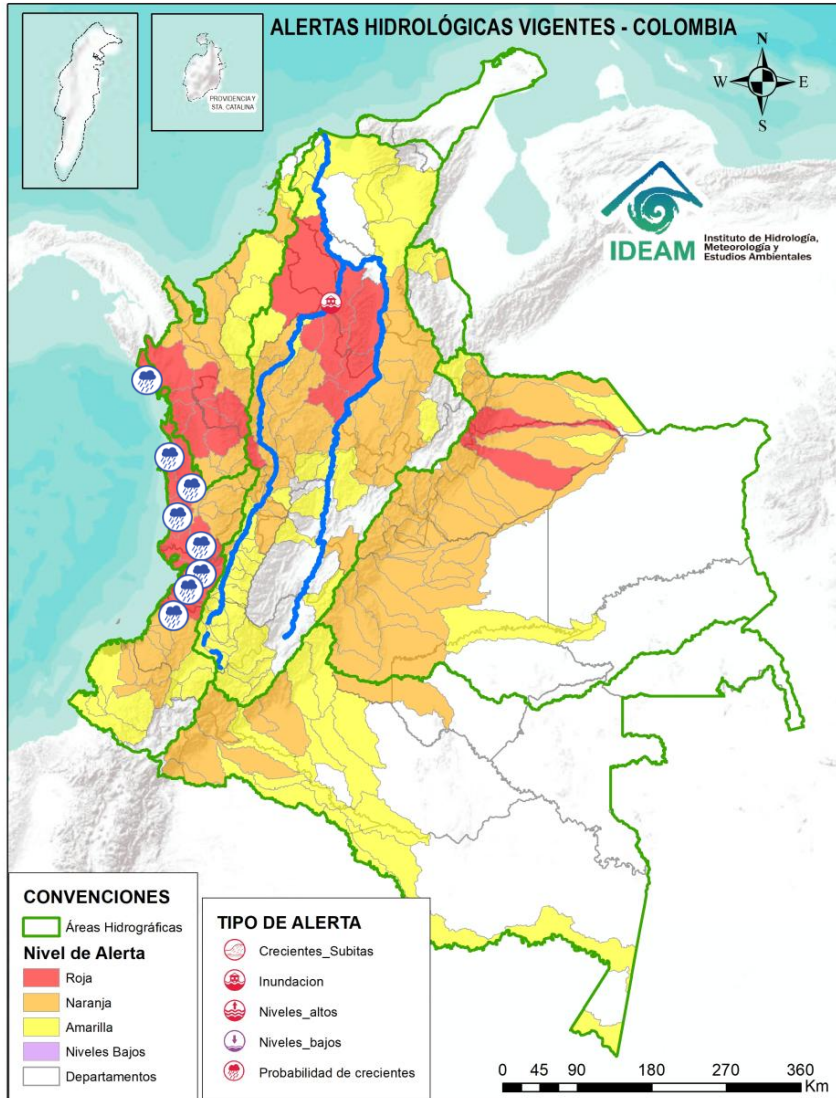 ALERTAS HIDROLÓGICAS VIGENTES - COLOMBIA
PROVIDENCIA Y
STA. CATALINA
N
W
E
S
IDEAM
Instituto de Hidrología,
Meteorología y
Estudios Ambientales
CONVENCIONES
Áreas Hidrográficas
Nivel de Alerta
Roja
Naranja
Amarilla
Niveles Bajos
Departamentos
TIPO DE ALERTA
Crecientes_Subitas
Inundacion
Niveles_altos
Niveles_bajos
Probabilidad de crecientes
0 45 90 180 270 360
Km